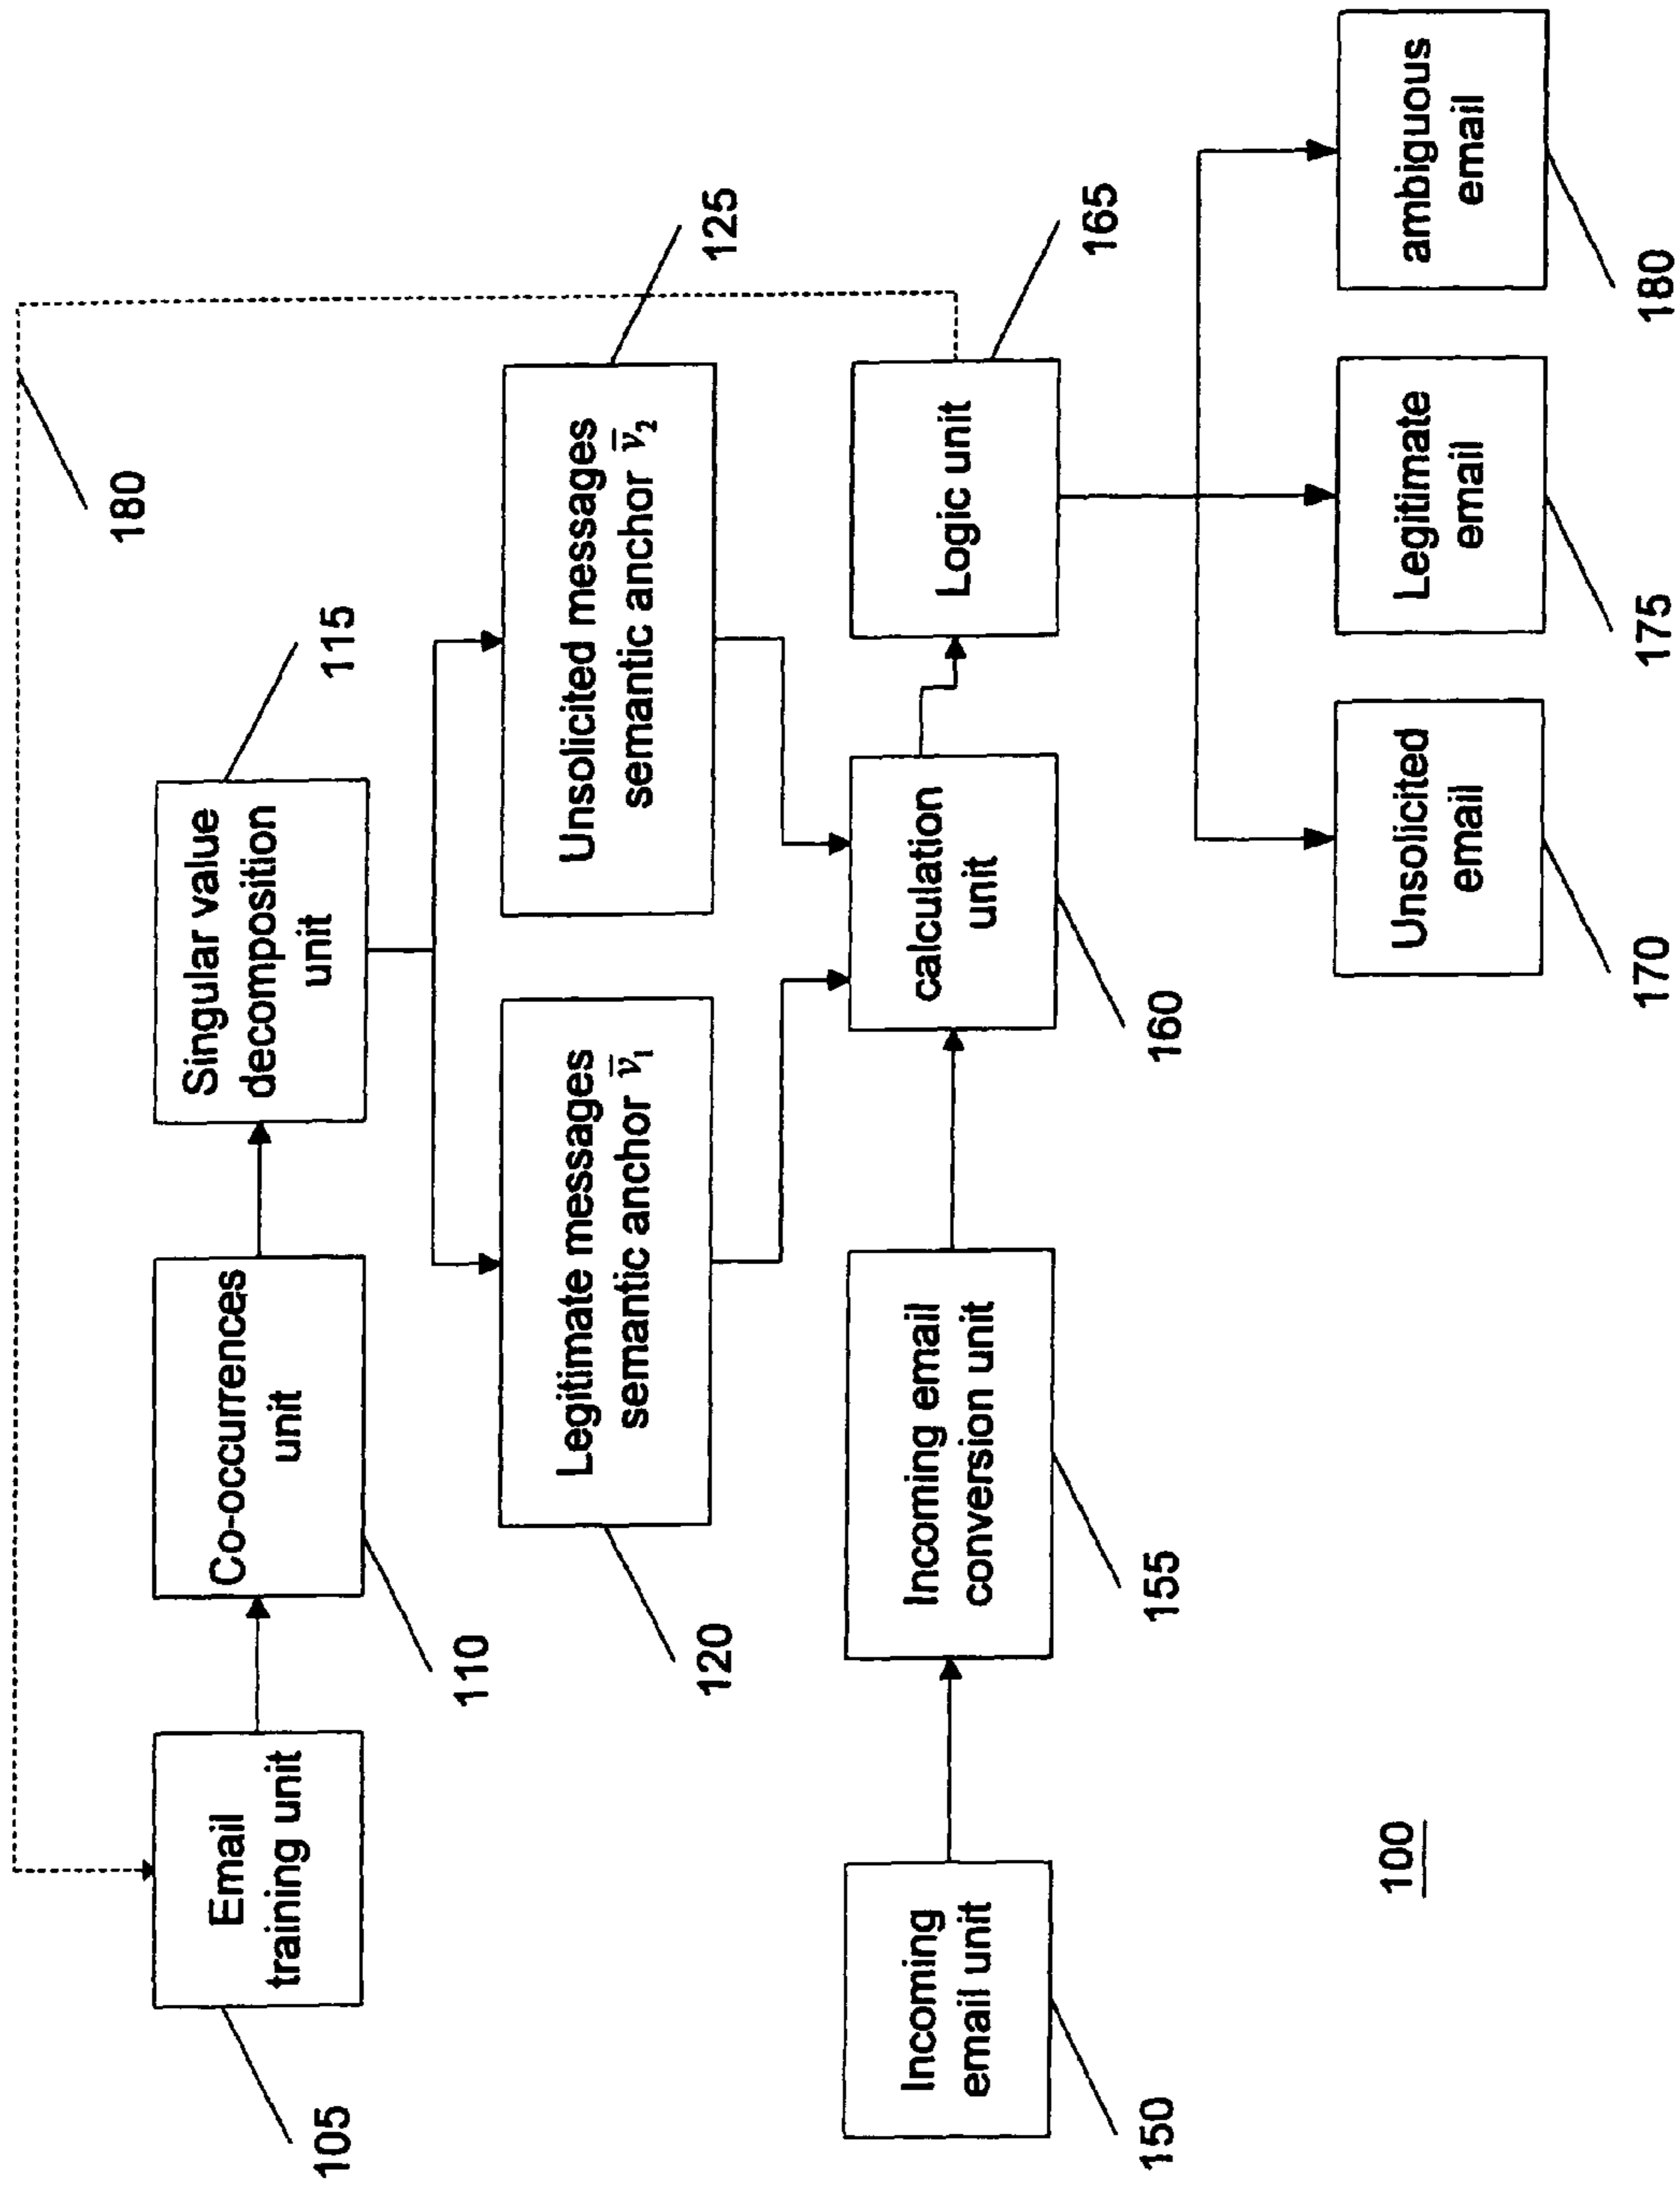 180
Email
training unit
105
Co-occurrences
unit
110
Singular value
decomposition
unit
115
Legitimate messages
semantic anchor v̄₁
120
Unsolicited messages
semantic anchor v̄₂
125
Incoming
email unit
150
Incoming email
conversion unit
155
calculation
unit
160
Logic unit
165
Unsolicited
email
170
Legitimate
email
175
ambiguous
email
180
100